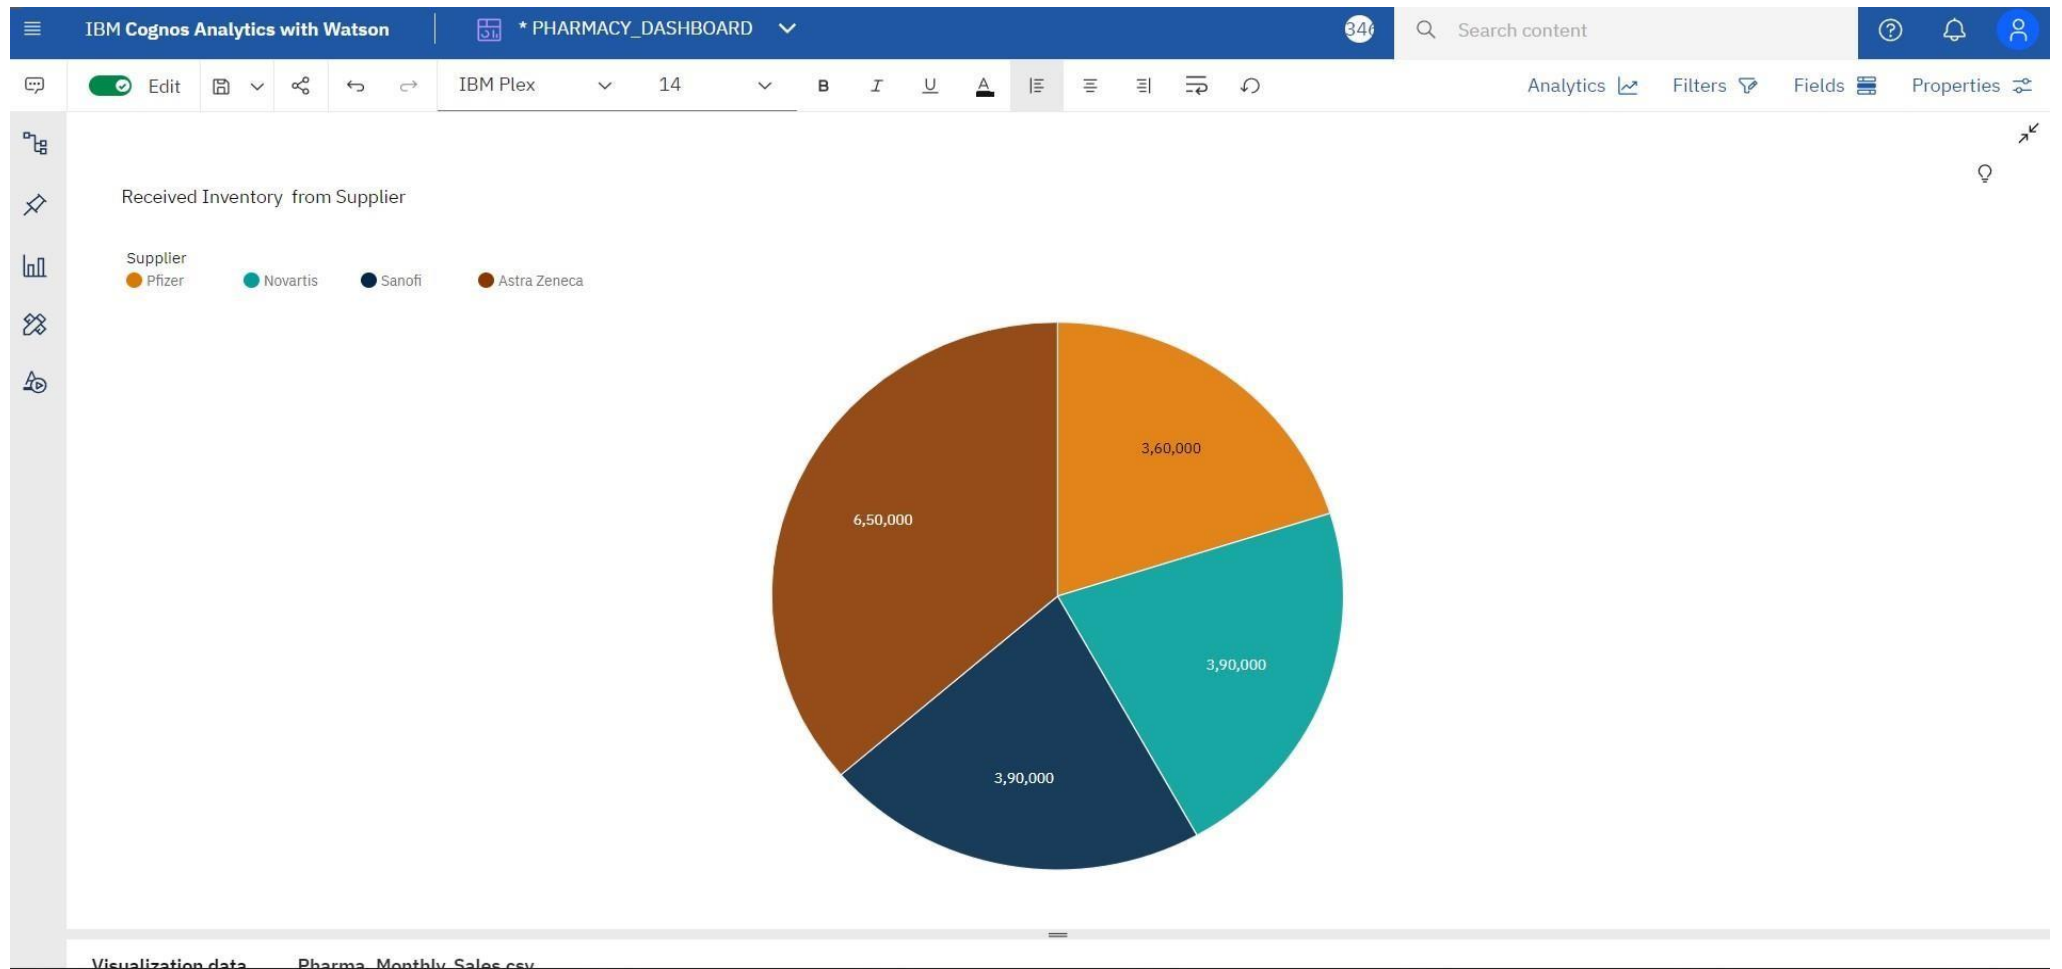 IBM Cognos Analytics with Watson
* PHARMACY_DASHBOARD
346
Search content
Edit
IBM Plex
14
B I U A
Analytics
Filters
Fields
Properties
Received Inventory from Supplier
Supplier
Pfizer Novartis Sanofi Astra Zeneca
3,60,000
6,50,000
3,90,000
3,90,000
Visualization data Pharma_Monthly_Sales.csv